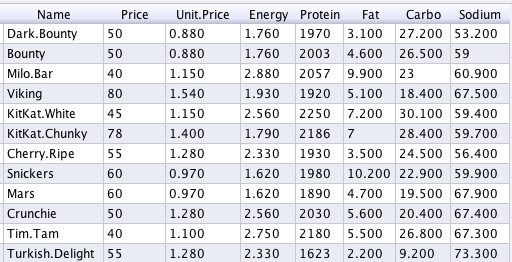 Name Price Unit.Price Energy Protein Fat Carbo Sodium
Dark.Bounty 50 0.880 1.760 1970 3.100 27.200 53.200
Bounty 50 0.880 1.760 2003 4.600 26.500 59
Milo.Bar 40 1.150 2.880 2057 9.900 23 60.900
Viking 80 1.540 1.930 1920 5.100 18.400 67.500
KitKat.White 45 1.150 2.560 2250 7.200 30.100 59.400
KitKat.Chunky 78 1.400 1.790 2186 7 28.400 59.700
Cherry.Ripe 55 1.280 2.330 1930 3.500 24.500 56.400
Snickers 60 0.970 1.620 1980 10.200 22.900 59.900
Mars 60 0.970 1.620 1890 4.700 19.500 67.900
Crunchie 50 1.280 2.560 2030 5.600 20.400 67.400
Tim.Tam 40 1.100 2.750 2180 5.500 26.800 67.300
Turkish.Delight 55 1.280 2.330 1623 2.200 9.200 73.300